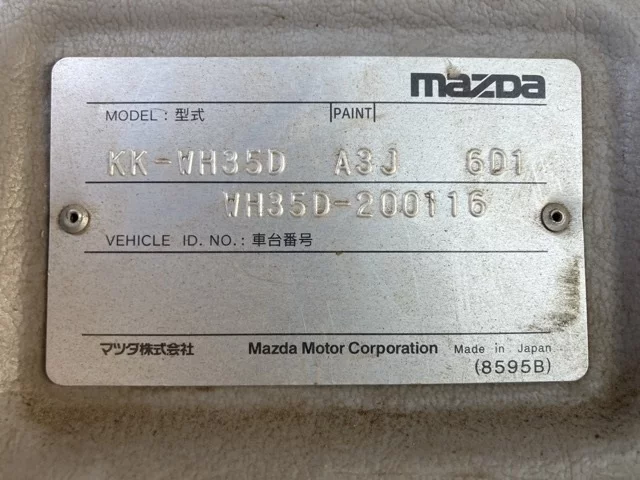 mazda
MODEL : 型式 PAINT
KK-WH35D A3J 6D1
WH35D-200116
VEHICLE ID. NO. : 車台番号
マツダ株式会社 Mazda Motor Corporation Made in Japan
(8595B)